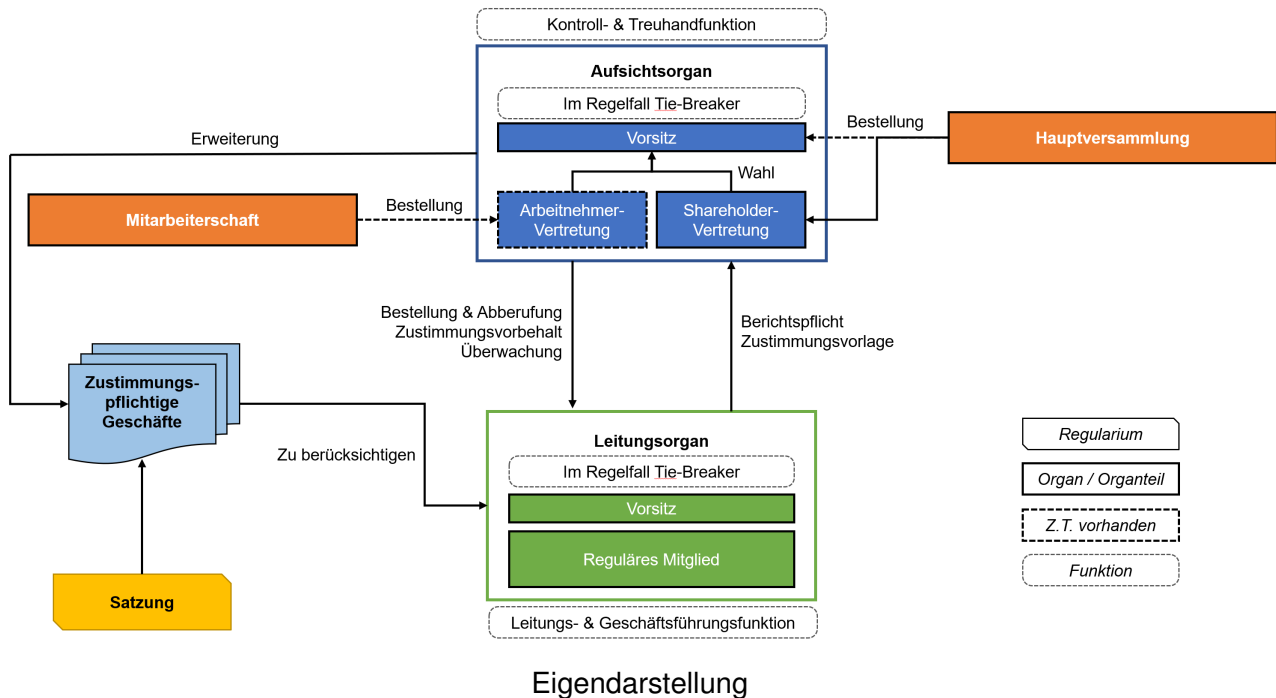 Kontroll- & Treuhandfunktion
Aufsichtsorgan
Im Regelfall Tie-Breaker
Vorsitz
Bestellung
Hauptversammlung
Erweiterung
Wahl
Mitarbeiterschaft
Bestellung
Arbeitnehmer-
Vertretung
Shareholder-
Vertretung
Bestellung & Abberufung
Zustimmungsvorbehalt
Überwachung
Berichtspflicht
Zustimmungsvorlage
Zustimmungs-
pflichtige
Geschäfte
Zu berücksichtigen
Leitungsorgan
Im Regelfall Tie-Breaker
Vorsitz
Reguläres Mitglied
Leitungs- & Geschäftsführungsfunktion
Satzung
Regularium
Organ / Organteil
Z.T. vorhanden
Funktion
Eigendarstellung